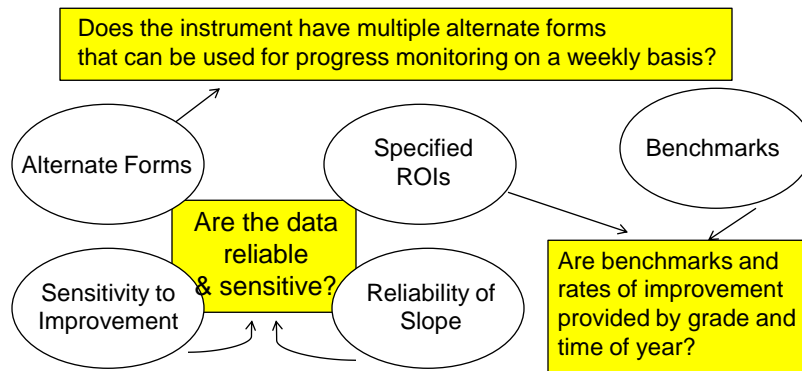 Does the instrument have multiple alternate forms
that can be used for progress monitoring on a weekly basis?
Alternate Forms
Specified
ROIs
Benchmarks
Are the data
reliable
& sensitive?
Sensitivity to
Improvement
Reliability of
Slope
Are benchmarks and
rates of improvement
provided by grade and
time of year?